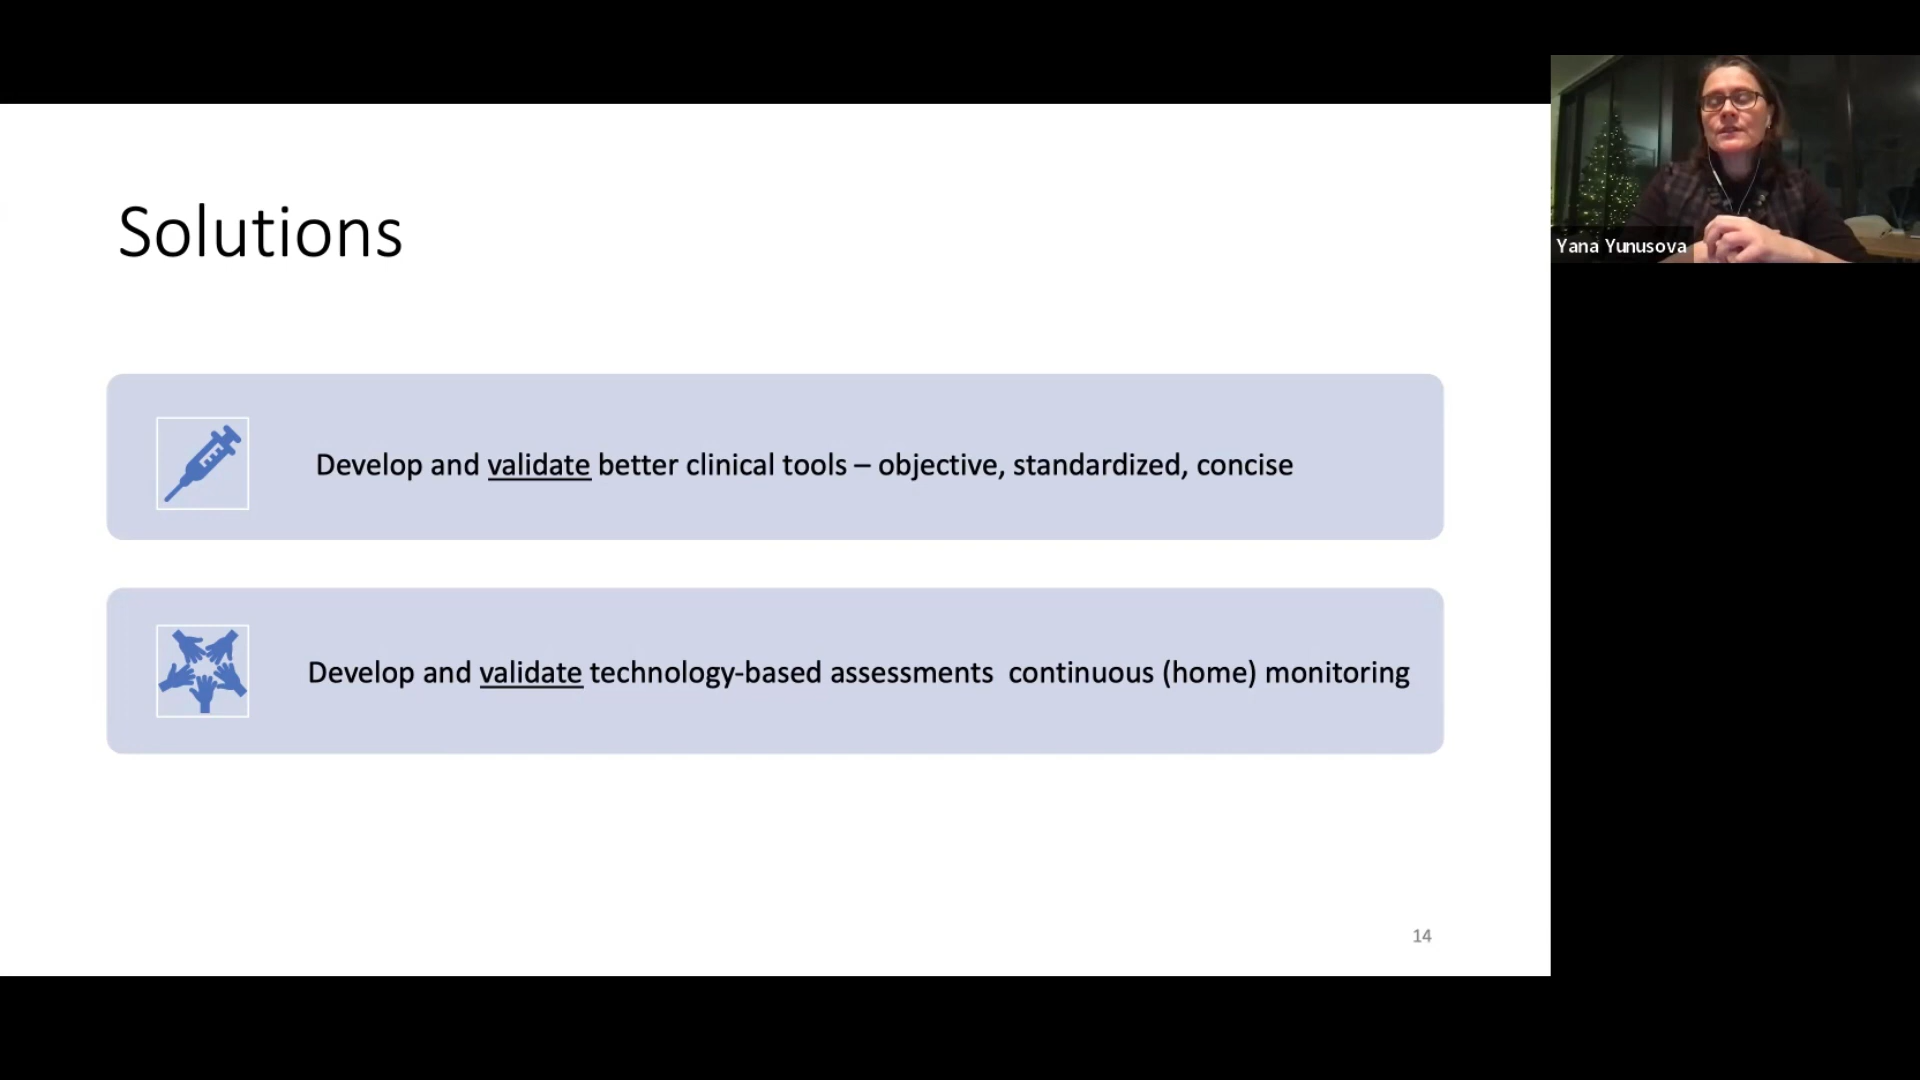 Solutions
Develop and validate better clinical tools – objective, standardized, concise
Develop and validate technology-based assessments  continuous (home) monitoring
14
Yana Yunusova